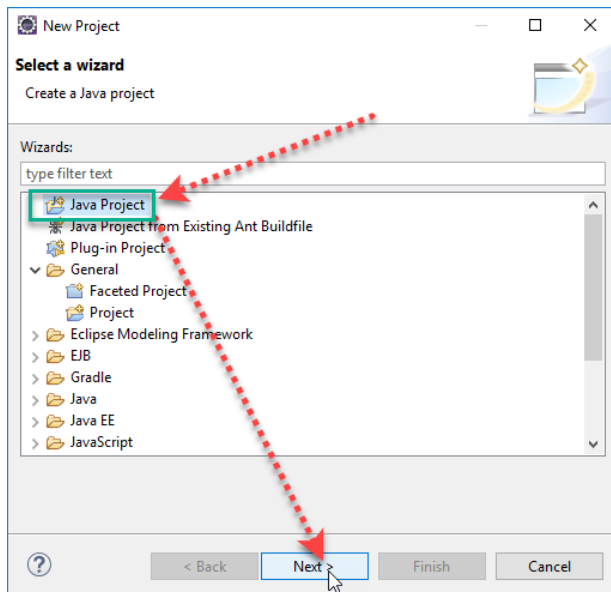 New Project
Select a wizard
Create a Java project
Wizards:
type filter text
Java Project
Java Project from Existing Ant Buildfile
Plug-in Project
General
Faceted Project
Project
Eclipse Modeling Framework
EJB
Gradle
Java
Java EE
JavaScript
?
< Back Next > Finish Cancel